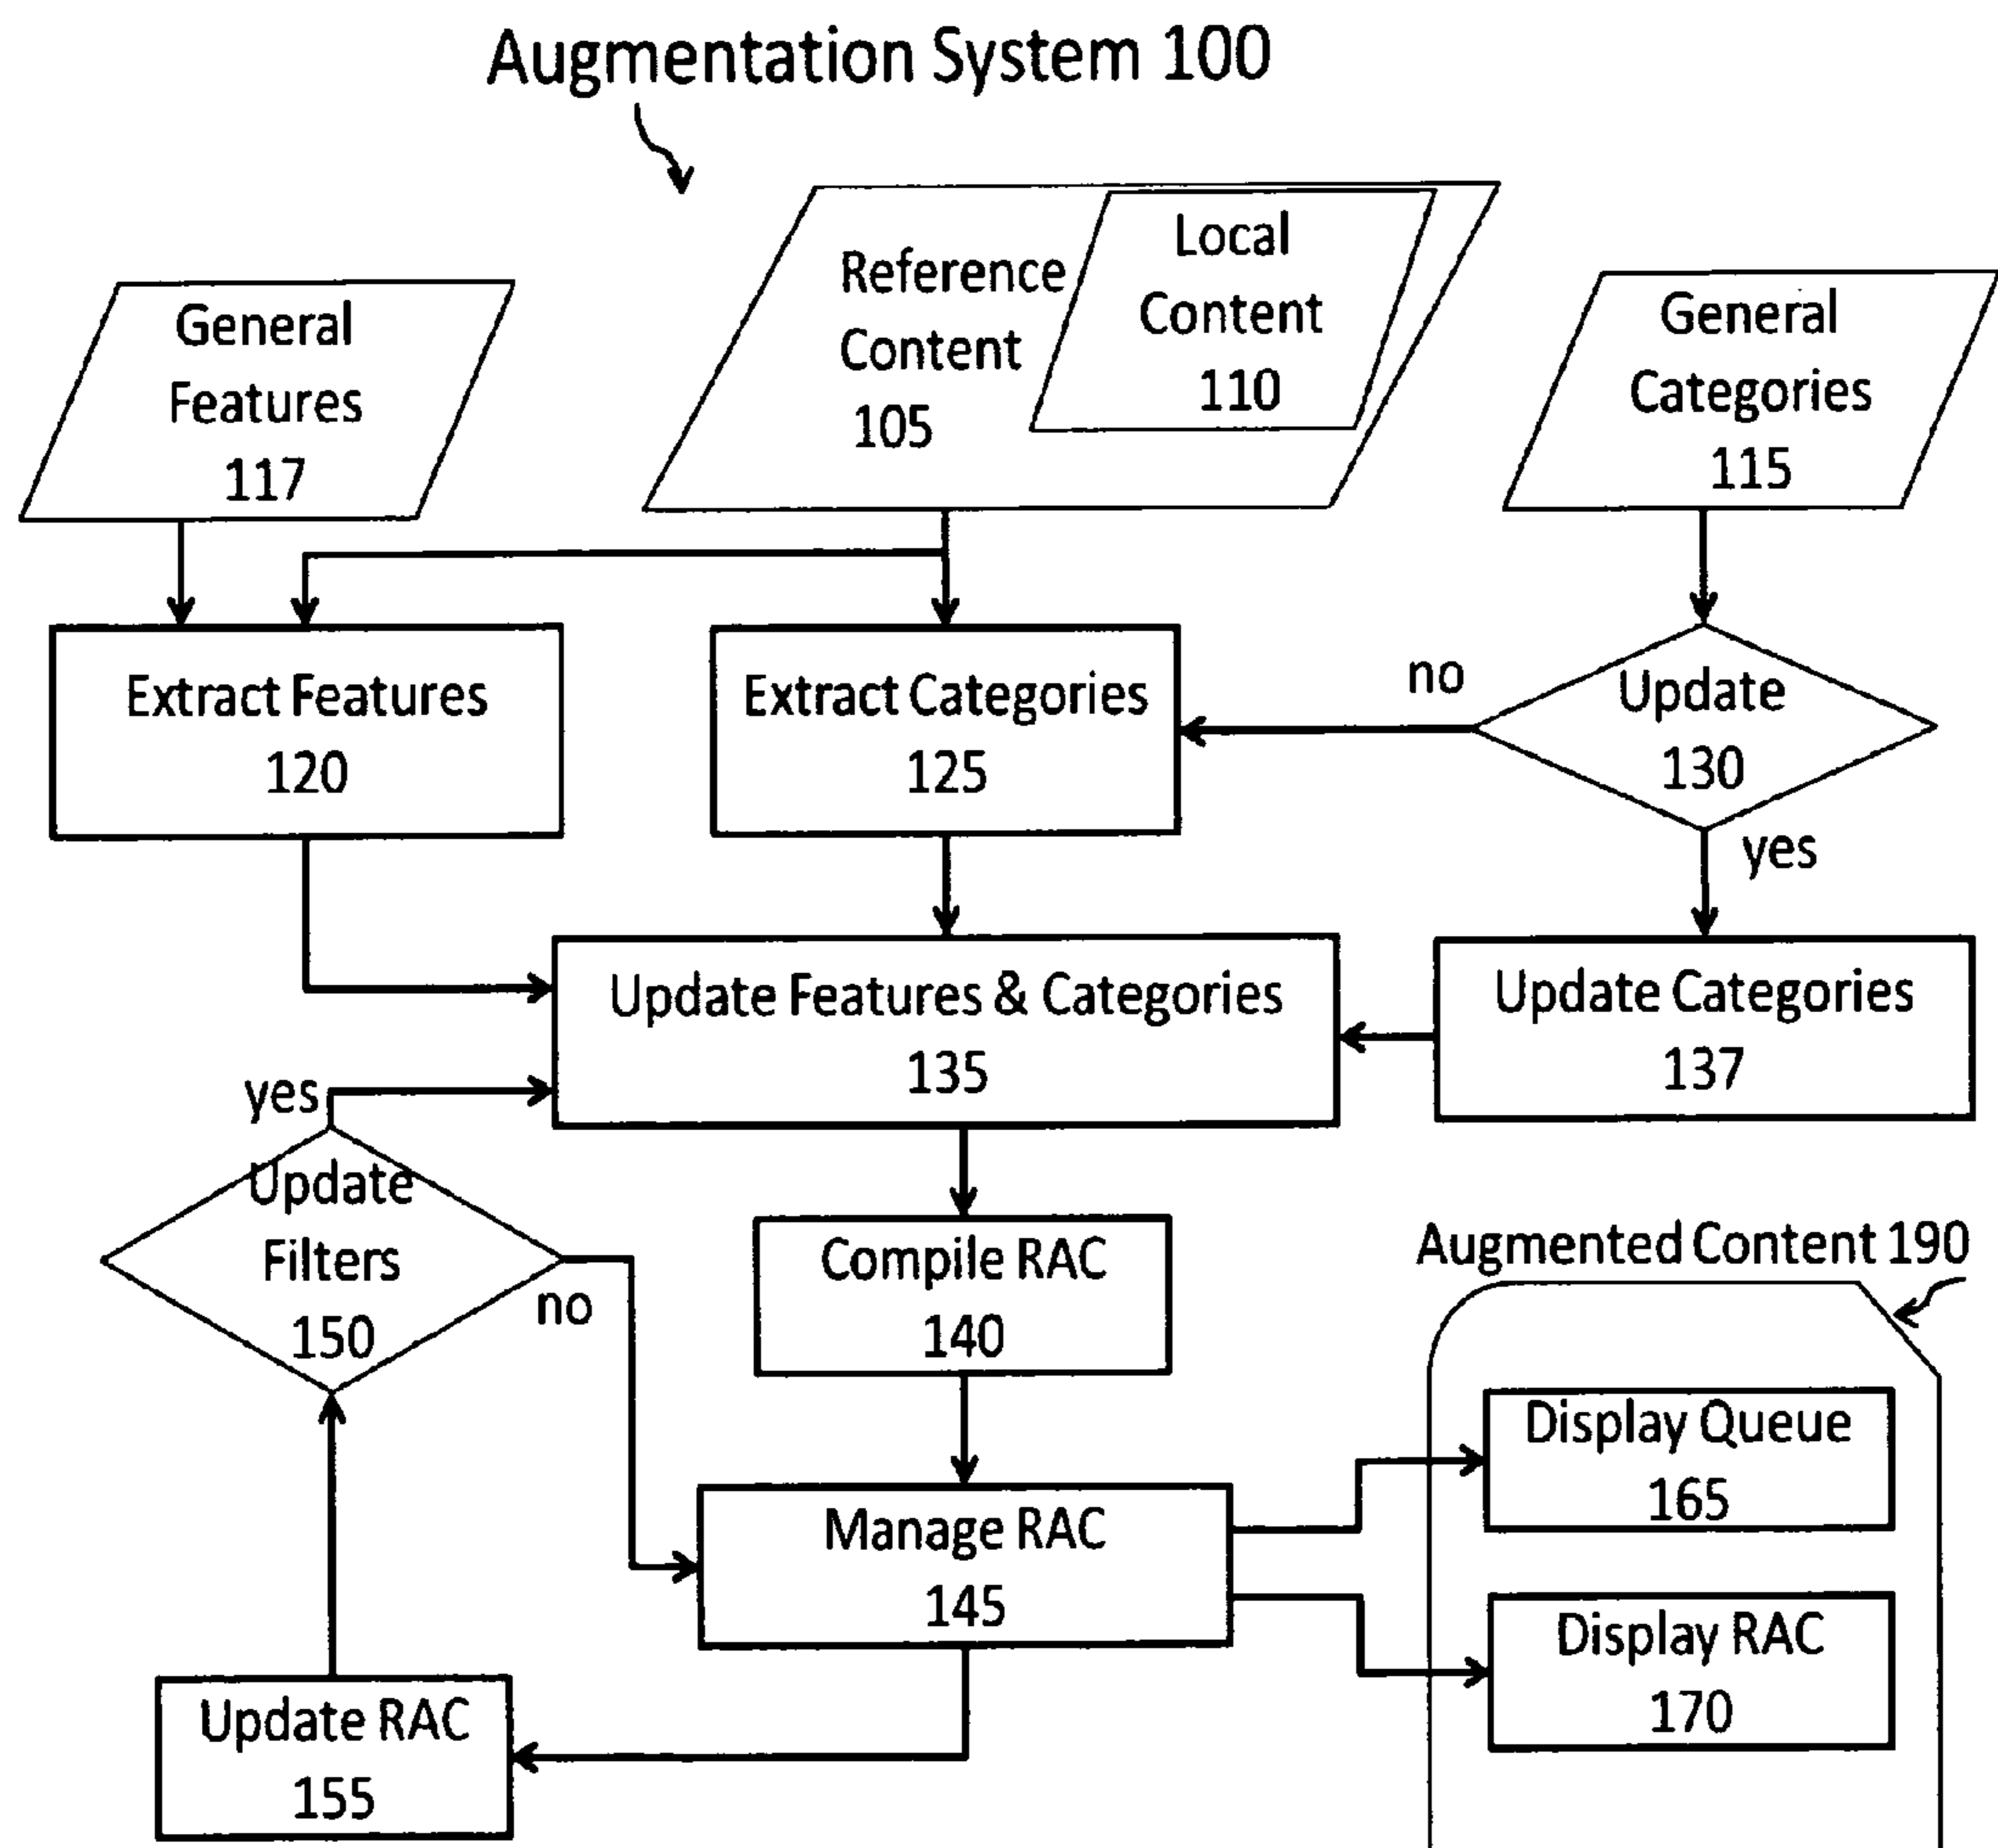 Augmentation System 100
General
Features
117
Reference
Content
105
Local
Content
110
General
Categories
115
Extract Features
120
Extract Categories
125
no
Update
130
yes
Update Features & Categories
135
Update Categories
137
yes
Update
Filters
150
no
Compile RAC
140
Augmented Content 190
Manage RAC
145
Display Queue
165
Display RAC
170
Update RAC
155